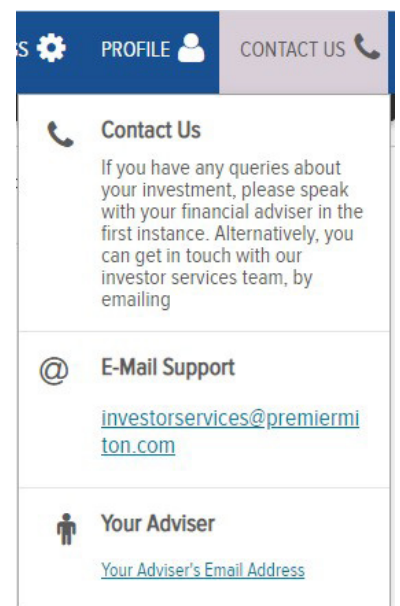 PROFILE
CONTACT US
Contact Us
If you have any queries about
your investment, please speak
with your financial adviser in the
first instance. Alternatively, you
can get in touch with our
investor services team, by
emailing
@ E-Mail Support
investorservices@premiermi
ton.com
Your Adviser
Your Adviser's Email Address